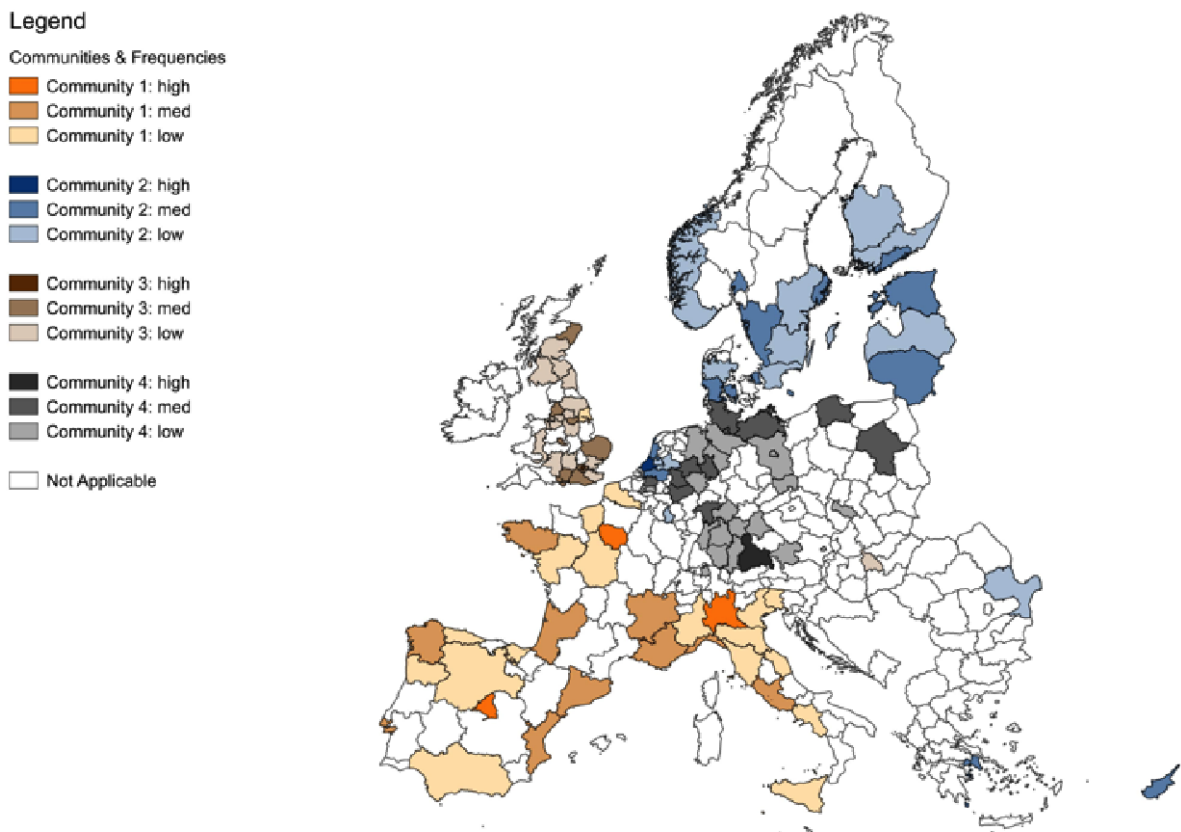 Legend
Communities & Frequencies
Community 1: high
Community 1: med
Community 1: low
Community 2: high
Community 2: med
Community 2: low
Community 3: high
Community 3: med
Community 3: low
Community 4: high
Community 4: med
Community 4: low
Not Applicable